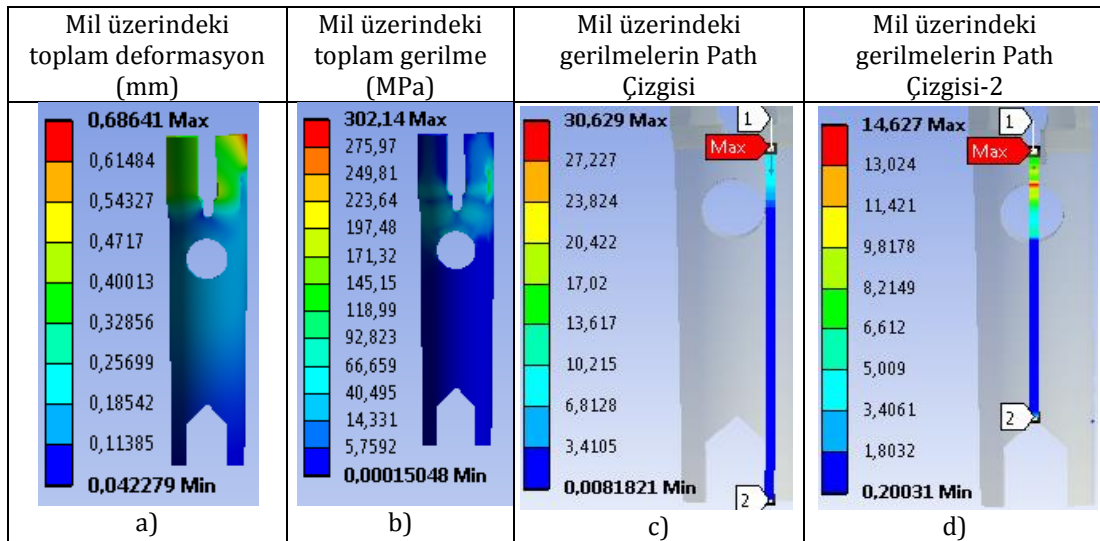 Mil üzerindeki
toplam deformasyon
(mm)
Mil üzerindeki
toplam gerilme
(MPa)
Mil üzerindeki
gerilmelerin Path
Çizgisi
Mil üzerindeki
gerilmelerin Path
Çizgisi-2
0,68641 Max
0,61484
0,54327
0,4717
0,40013
0,32856
0,25699
0,18542
0,11385
0,042279 Min
a)
302,14 Max
275,97
249,81
223,64
197,48
171,32
145,15
118,99
92,823
66,659
40,495
14,331
5,7592
0,00015048 Min
b)
30,629 Max
27,227
23,824
20,422
17,02
13,617
10,215
6,8128
3,4105
0,0081821 Min
1
Max
2
c)
14,627 Max
13,024
11,421
9,8178
8,2149
6,612
5,009
3,4061
1,8032
0,20031 Min
1
Max
2
d)